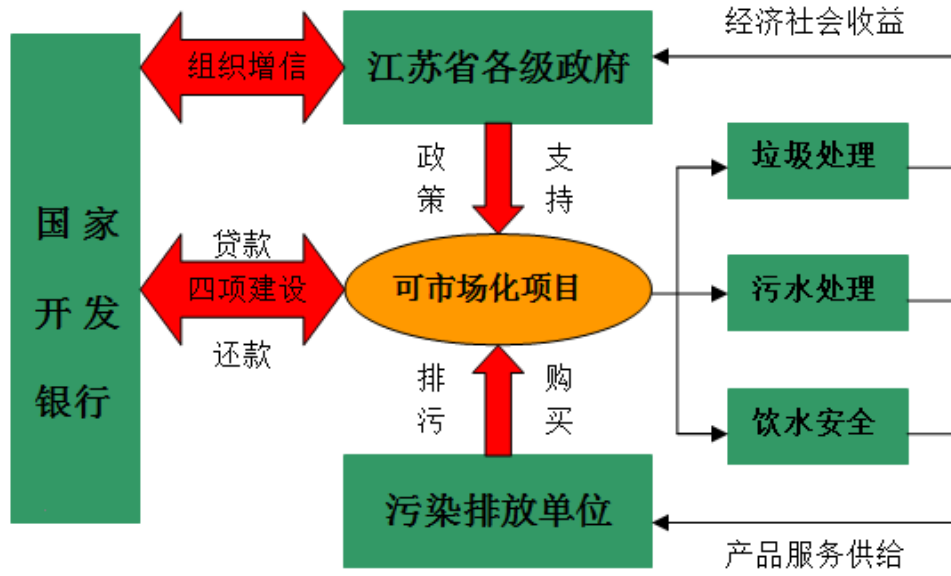 经济社会收益
组织增信
江苏省各级政府
政策
支持
垃圾处理
国家
开发
银行
贷款
四项建设
还款
可市场化项目
污水处理
排污
购买
饮水安全
污染排放单位
产品服务供给